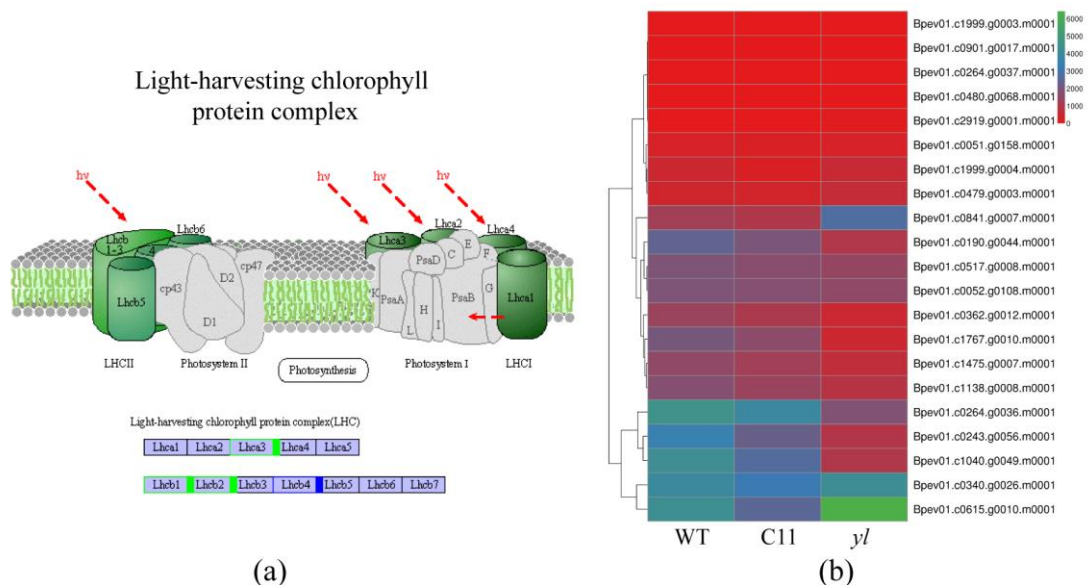 Light-harvesting chlorophyll
protein complex
hν
hν
hν
hν
Lhcb
1-3
4
Lhcb6
Lhcb5
cp43
D2
cp47
D1
Lhca3
Lhca2
Lhca4
K
PsaA
PsaD
C
E
F
H
L
I
PsaB
G
Lhca1
LHCII
Photosystem II
Photosynthesis
Photosystem I
LHCI
Light-harvesting chlorophyll protein complex(LHC)
Lhca1 Lhca2 Lhca3 Lhca4 Lhca5
Lhcb1 Lhcb2 Lhcb3 Lhcb4 Lhcb5 Lhcb6 Lhcb7
(a)
Bpev01.c1999.g0003.m0001
Bpev01.c0901.g0017.m0001
Bpev01.c0264.g0037.m0001
Bpev01.c0480.g0068.m0001
Bpev01.c2919.g0001.m0001
Bpev01.c0051.g0158.m0001
Bpev01.c1999.g0004.m0001
Bpev01.c0479.g0003.m0001
Bpev01.c0841.g0007.m0001
Bpev01.c0190.g0044.m0001
Bpev01.c0517.g0008.m0001
Bpev01.c0052.g0108.m0001
Bpev01.c0362.g0012.m0001
Bpev01.c1767.g0010.m0001
Bpev01.c1475.g0007.m0001
Bpev01.c1138.g0008.m0001
Bpev01.c0264.g0036.m0001
Bpev01.c0243.g0056.m0001
Bpev01.c1040.g0049.m0001
Bpev01.c0340.g0026.m0001
Bpev01.c0615.g0010.m0001
6000
5000
4000
3000
2000
1000
0
WT C11 yl
(b)